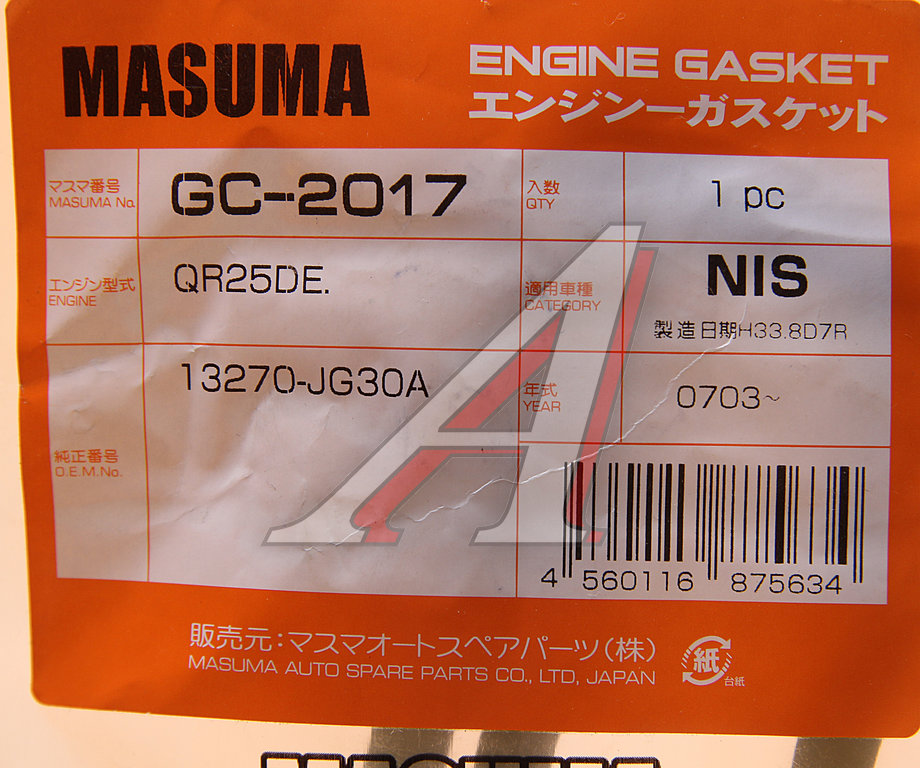 MASUMA
ENGINE GASKET
エンジンーガスケット
マスマ番号
MASUMA No.
GC-2017
入数
QTY
1 pc
エンジン型式
ENGINE
QR25DE.
適用車種
CATEGORY
NIS
製造日期H33.8D7R
純正番号
O.E.M.No.
13270-JG30A
年式
YEAR
0703~
4 560116 875634
販売元:マスマオートスペアパーツ(株)
MASUMA AUTO SPARE PARTS CO., LTD, JAPAN
紙
台紙
A
MASUMA